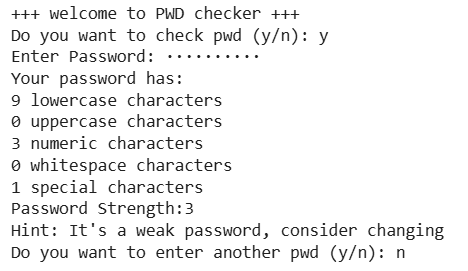 +++ welcome to PWD checker +++
Do you want to check pwd (y/n): y
Enter Password: ··········
Your password has:
9 lowercase characters
0 uppercase characters
3 numeric characters
0 whitespace characters
1 special characters
Password Strength:3
Hint: It's a weak password, consider changing
Do you want to enter another pwd (y/n): n